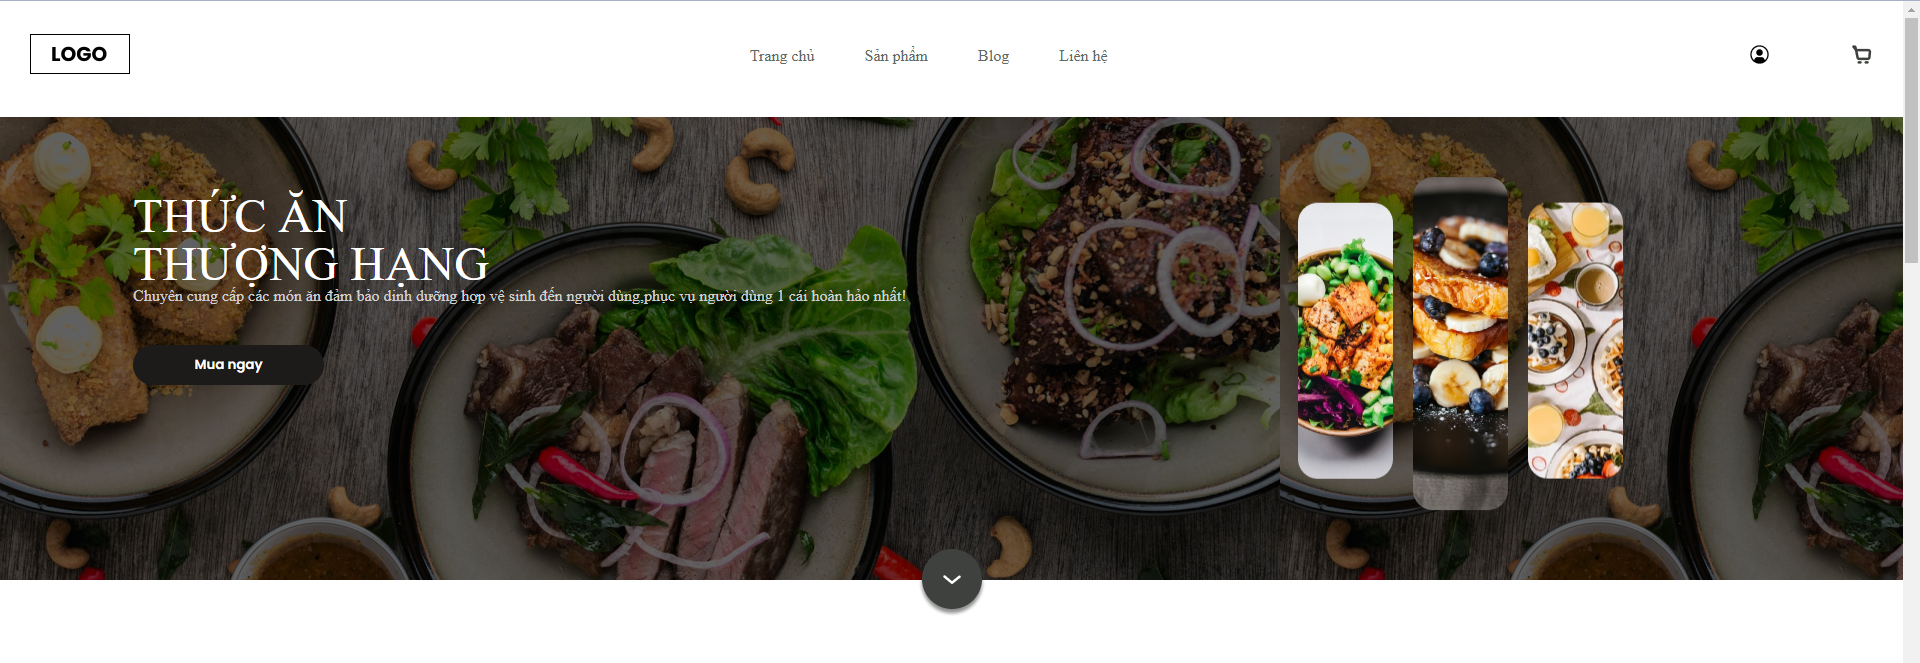 LOGO
Trang chủ
Sản phẩm
Blog
Liên hệ
THỨC ĂN
THƯỢNG HẠNG
Chuyên cung cấp các món ăn đảm bảo dinh dưỡng hợp vệ sinh đến người dùng,phục vụ người dùng 1 cái hoàn hảo nhất!
Mua ngay